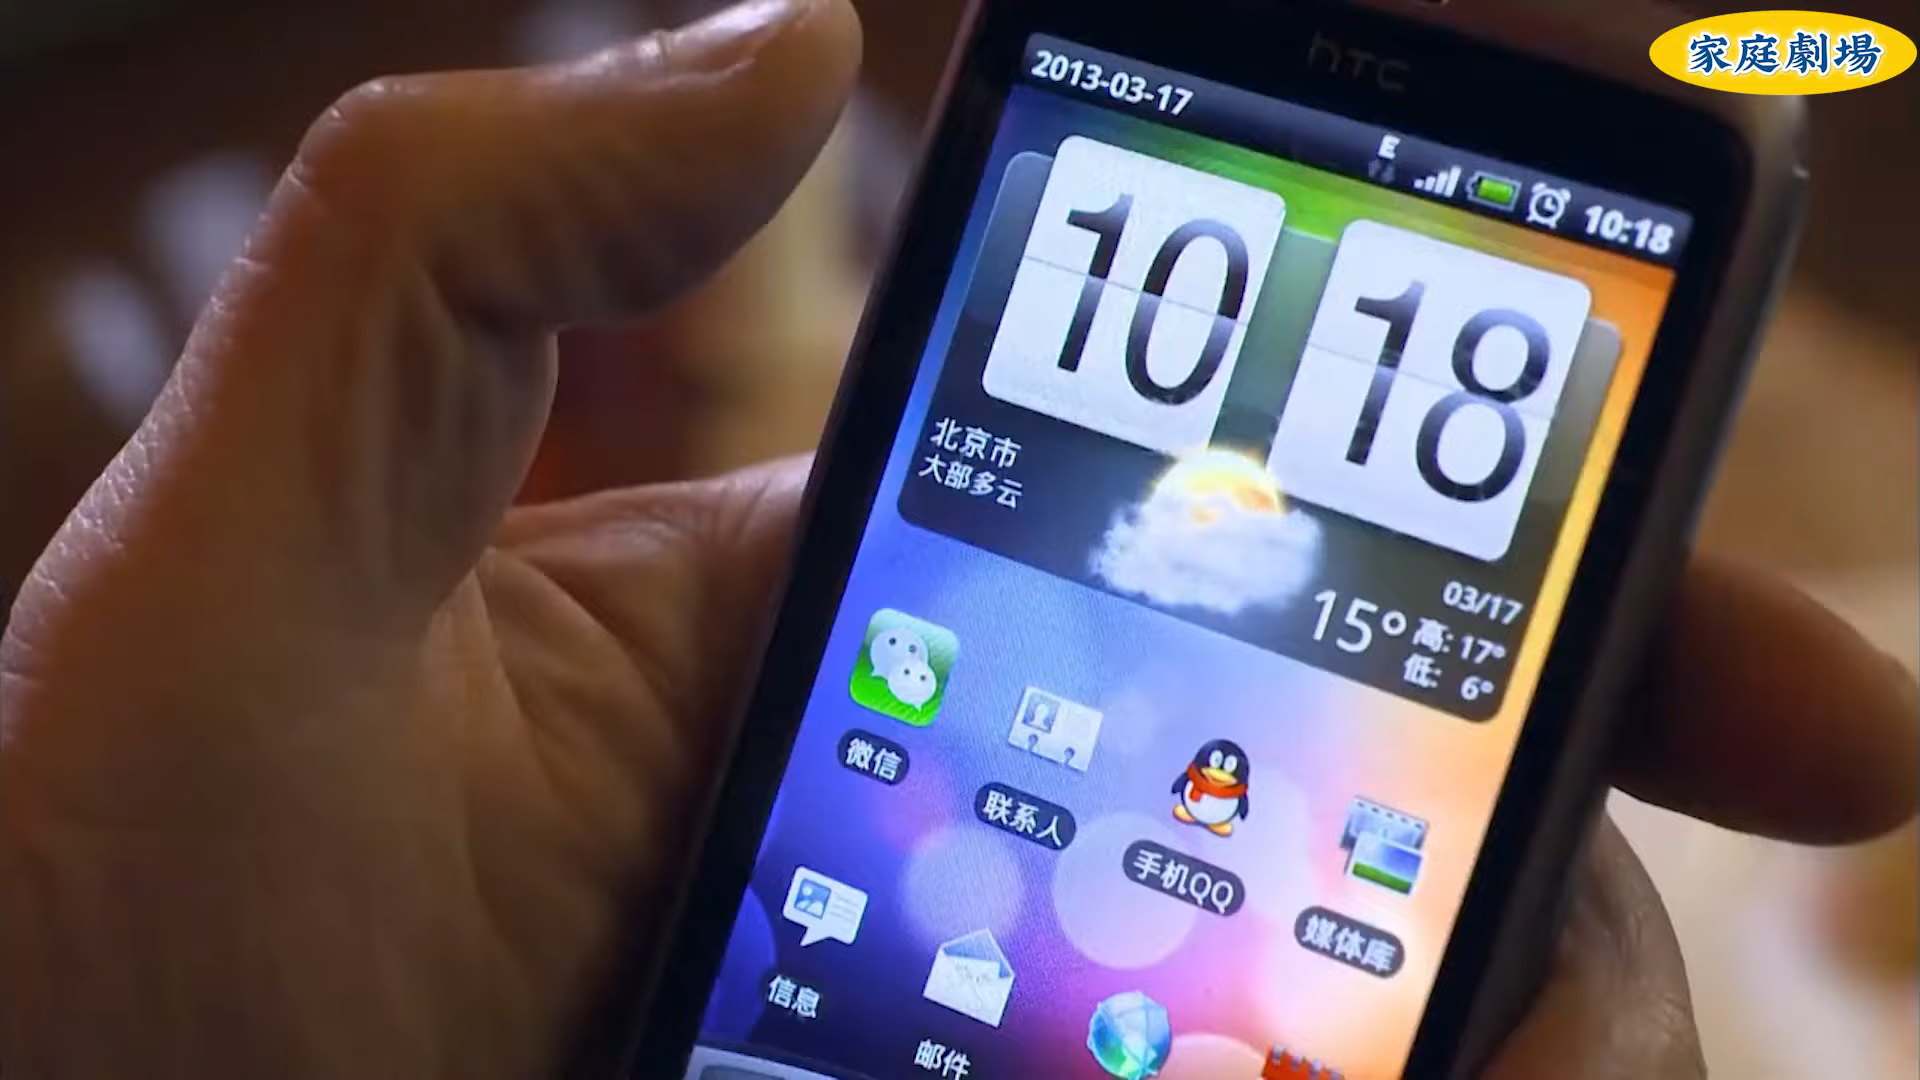 家庭劇場
hTC
2013-03-17
E
10:18
10 18
北京市
大部多云
03/17
15°
高: 17°
低: 6°
微信
联系人
手机QQ
媒体库
信息
邮件